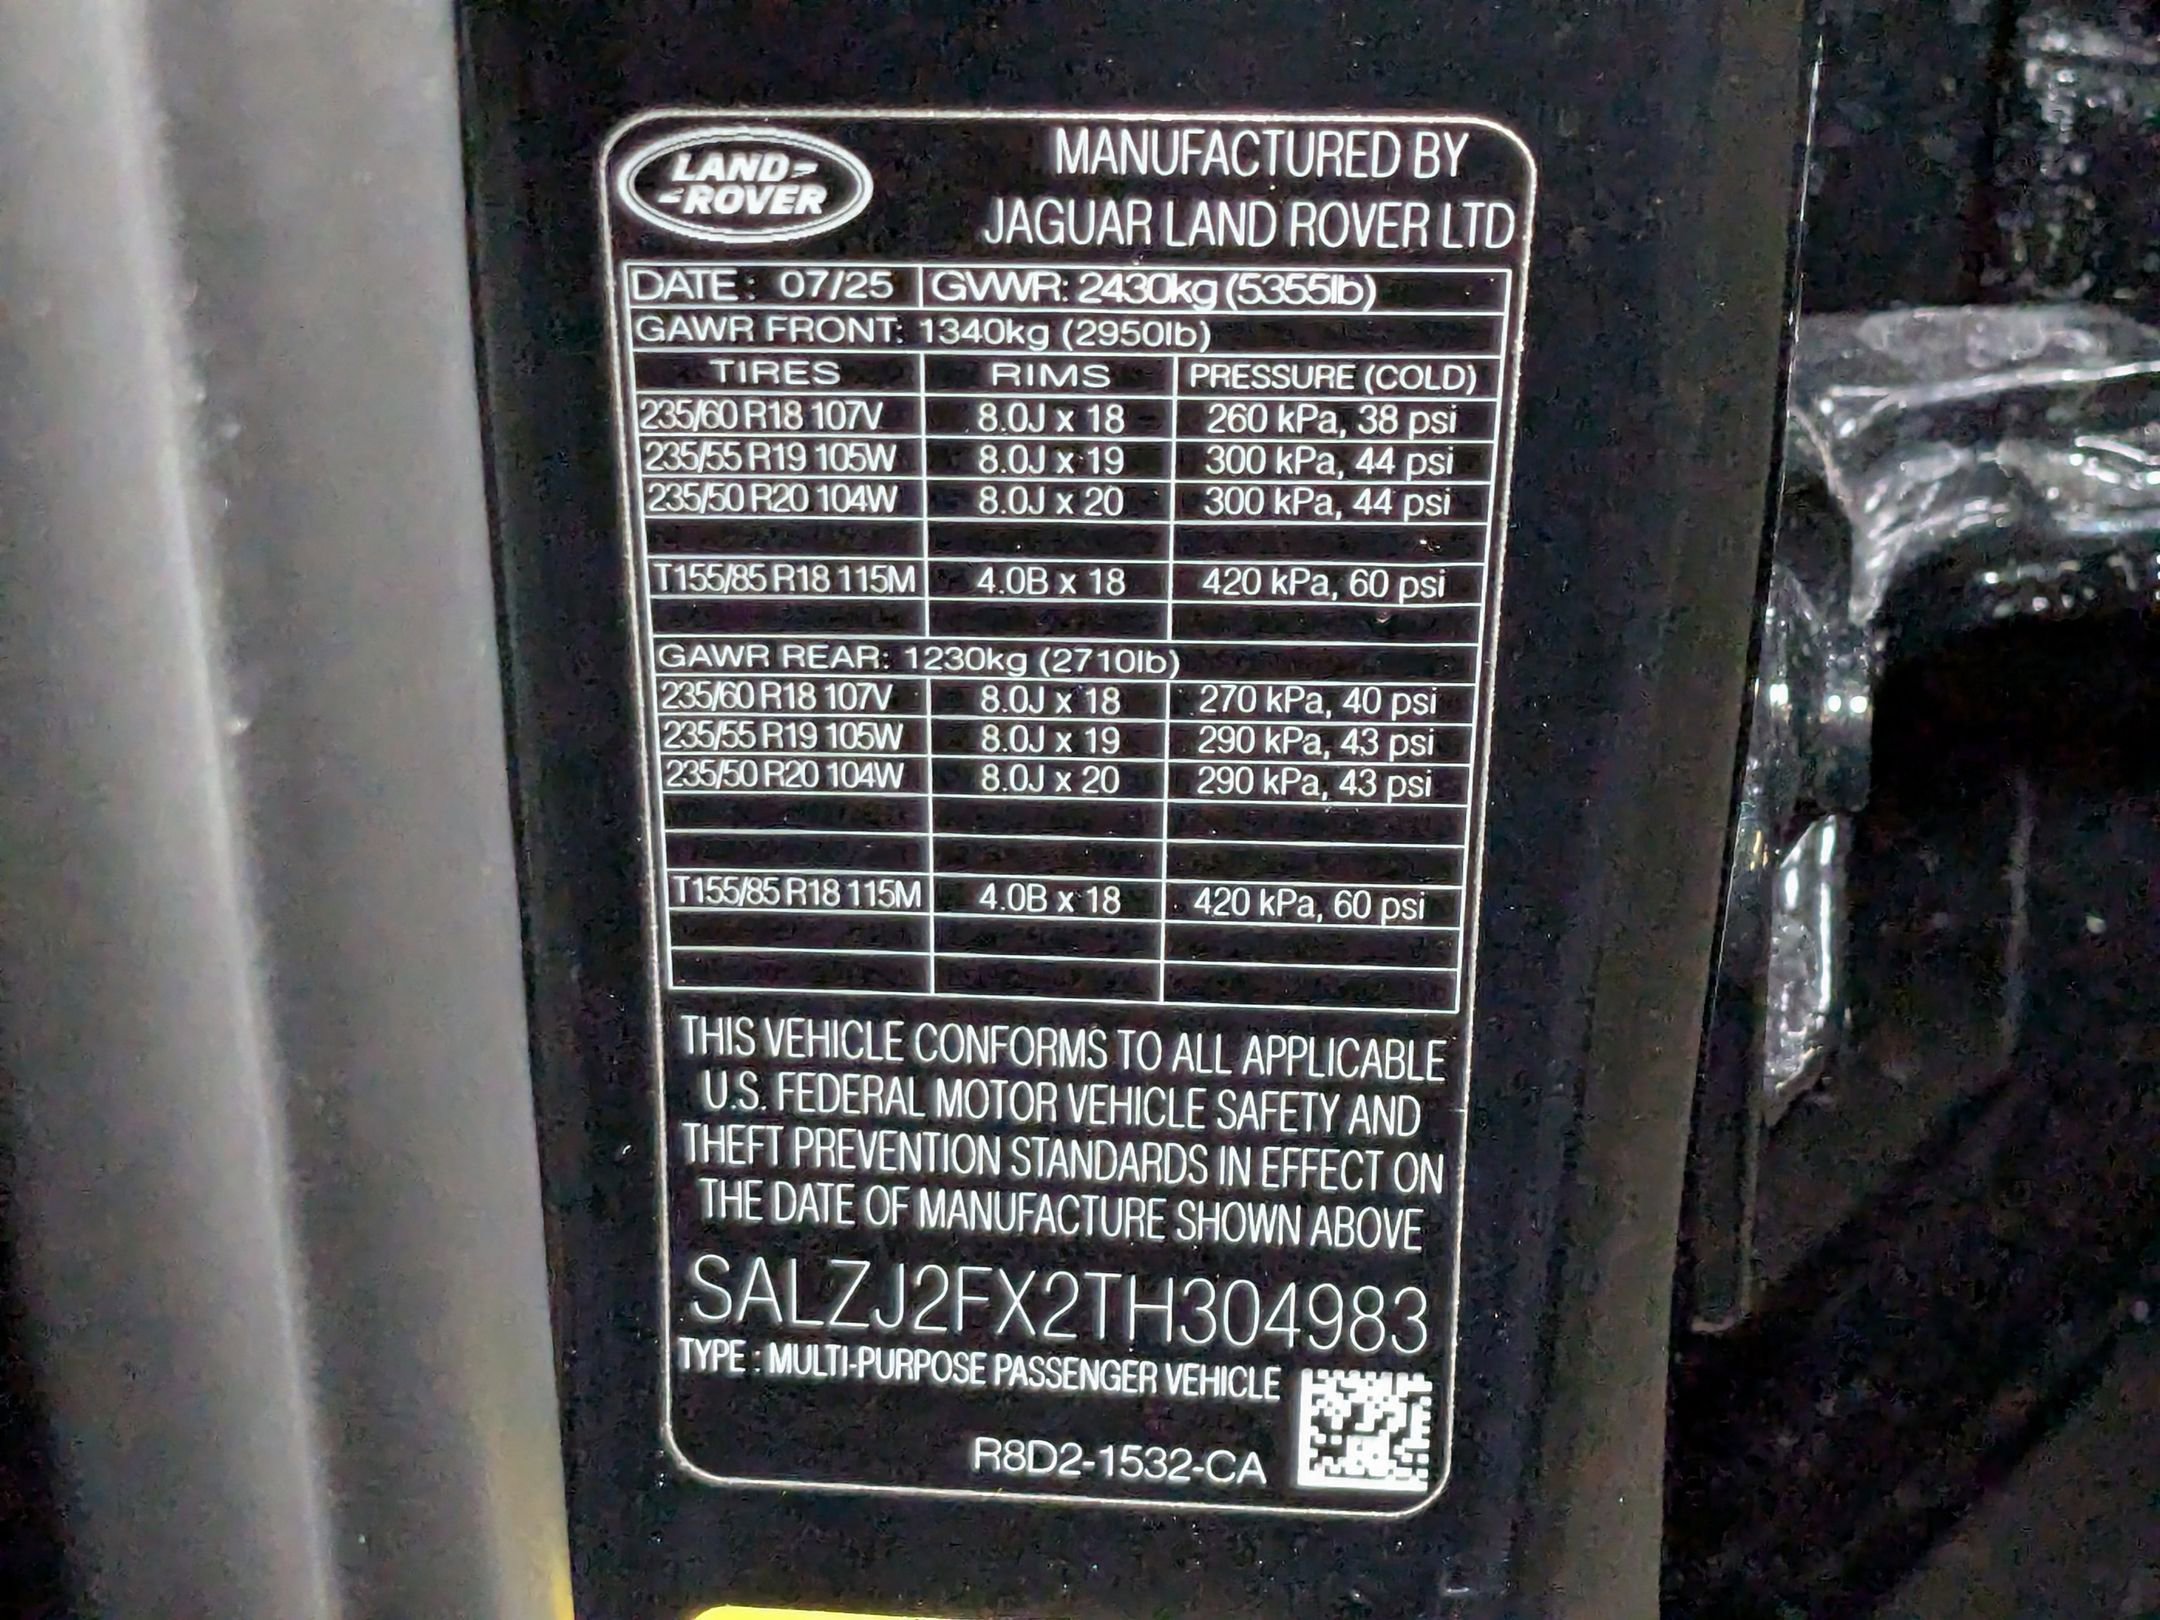 LAND-
-ROVER
MANUFACTURED BY
JAGUAR LAND ROVER LTD
DATE : 07/25 GVWR: 2430kg (5355lb)
GAWR FRONT: 1340kg (2950lb)
TIRES RIMS PRESSURE (COLD)
235/60 R18 107V 8.0J x 18 260 kPa, 38 psi
235/55 R19 105W 8.0J x 19 300 kPa, 44 psi
235/50 R20 104W 8.0J x 20 300 kPa, 44 psi
T155/85 R18 115M 4.0B x 18 420 kPa, 60 psi
GAWR REAR: 1230kg (2710lb)
235/60 R18 107V 8.0J x 18 270 kPa, 40 psi
235/55 R19 105W 8.0J x 19 290 kPa, 43 psi
235/50 R20 104W 8.0J x 20 290 kPa, 43 psi
T155/85 R18 115M 4.0B x 18 420 kPa, 60 psi
THIS VEHICLE CONFORMS TO ALL APPLICABLE
U.S. FEDERAL MOTOR VEHICLE SAFETY AND
THEFT PREVENTION STANDARDS IN EFFECT ON
THE DATE OF MANUFACTURE SHOWN ABOVE
SALZJ2FX2TH304983
TYPE : MULTI-PURPOSE PASSENGER VEHICLE
R8D2-1532-CA